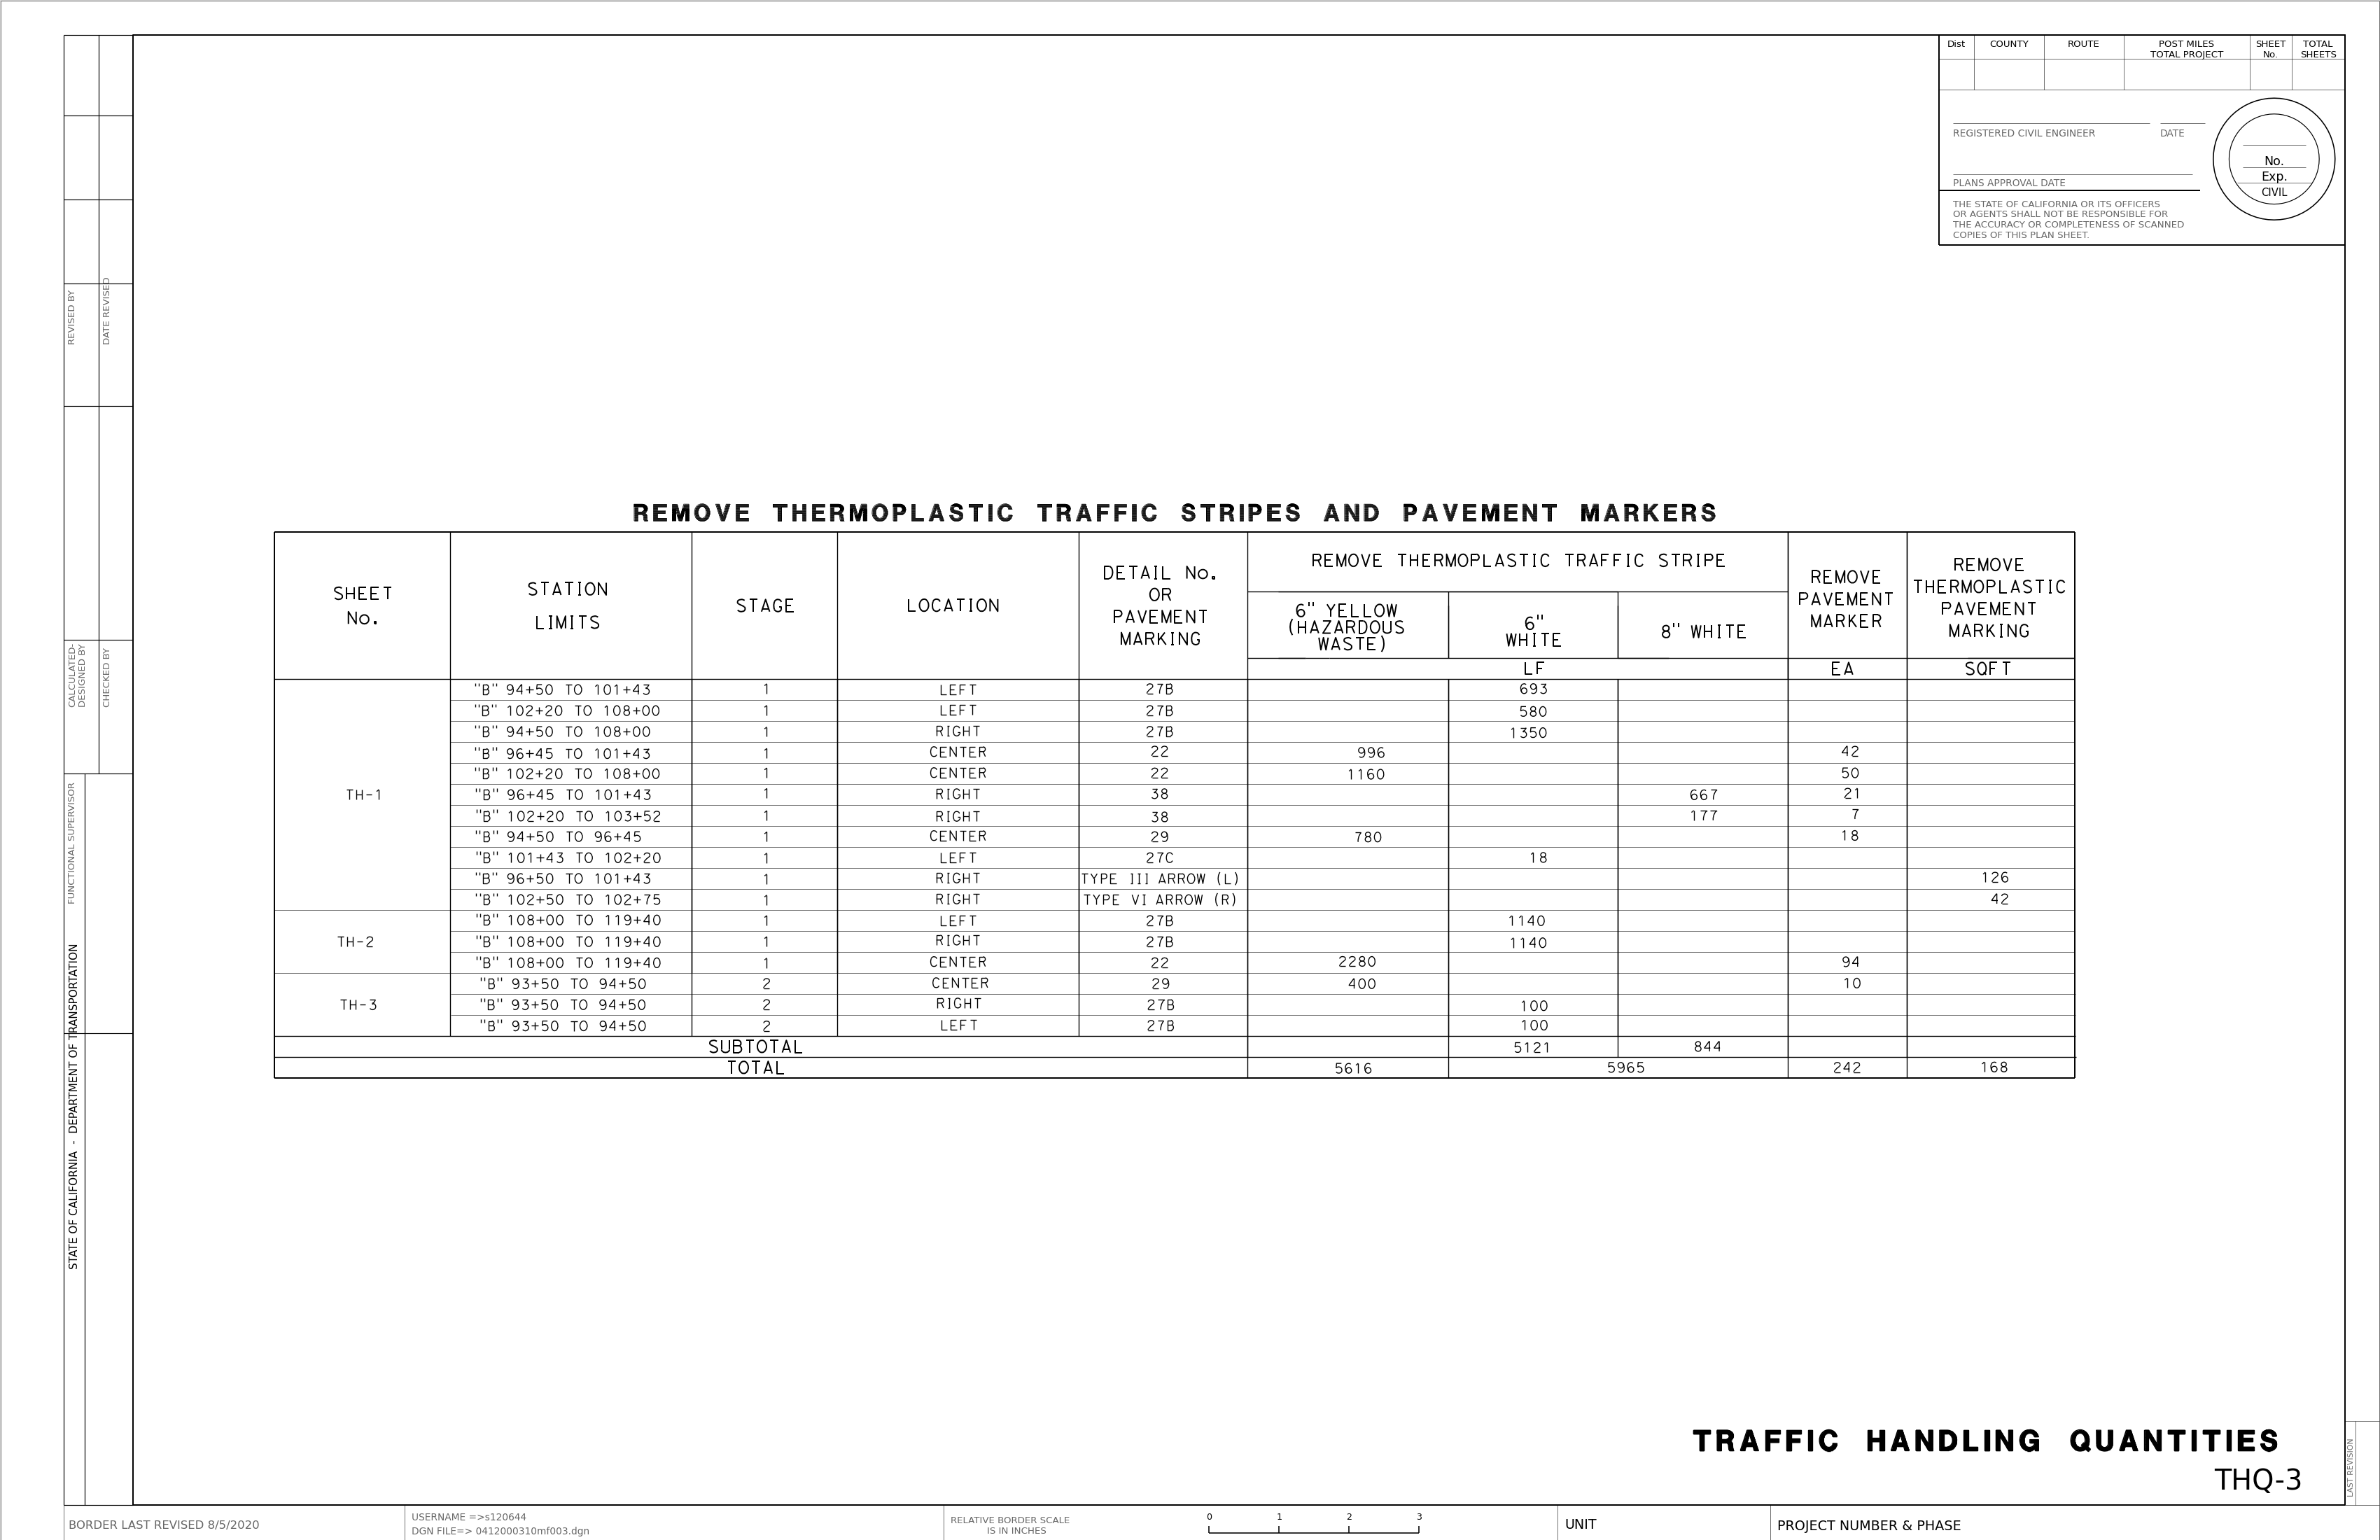 Dist COUNTY ROUTE POST MILES TOTAL PROJECT SHEET No. TOTAL SHEETS
REGISTERED CIVIL ENGINEER DATE
PLANS APPROVAL DATE
No.
Exp.
CIVIL
THE STATE OF CALIFORNIA OR ITS OFFICERS
OR AGENTS SHALL NOT BE RESPONSIBLE FOR
THE ACCURACY OR COMPLETENESS OF SCANNED
COPIES OF THIS PLAN SHEET.
REVISED BY
DATE REVISED
CALCULATED-
DESIGNED BY
CHECKED BY
FUNCTIONAL SUPERVISOR
STATE OF CALIFORNIA - DEPARTMENT OF TRANSPORTATION
REMOVE THERMOPLASTIC TRAFFIC STRIPES AND PAVEMENT MARKERS
SHEET No.
STATION LIMITS
STAGE
LOCATION
DETAIL No. OR PAVEMENT MARKING
REMOVE THERMOPLASTIC TRAFFIC STRIPE
6" YELLOW (HAZARDOUS WASTE)
6" WHITE
8" WHITE
REMOVE PAVEMENT MARKER
REMOVE THERMOPLASTIC PAVEMENT MARKING
LF EA SQFT
TH-1
"B" 94+50 TO 101+43 1 LEFT 27B 693
"B" 102+20 TO 108+00 1 LEFT 27B 580
"B" 94+50 TO 108+00 1 RIGHT 27B 1350
"B" 96+45 TO 101+43 1 CENTER 22 996 42
"B" 102+20 TO 108+00 1 CENTER 22 1160 50
"B" 96+45 TO 101+43 1 RIGHT 38 667 21
"B" 102+20 TO 103+52 1 RIGHT 38 177 7
"B" 94+50 TO 96+45 1 CENTER 29 780 18
"B" 101+43 TO 102+20 1 LEFT 27C 18
"B" 96+50 TO 101+43 1 RIGHT TYPE III ARROW (L) 126
"B" 102+50 TO 102+75 1 RIGHT TYPE VI ARROW (R) 42
TH-2
"B" 108+00 TO 119+40 1 LEFT 27B 1140
"B" 108+00 TO 119+40 1 RIGHT 27B 1140
"B" 108+00 TO 119+40 1 CENTER 22 2280 94
TH-3
"B" 93+50 TO 94+50 2 CENTER 29 400 10
"B" 93+50 TO 94+50 2 RIGHT 27B 100
"B" 93+50 TO 94+50 2 LEFT 27B 100
SUBTOTAL 5121 844
TOTAL 5616 5965 242 168
TRAFFIC HANDLING QUANTITIES
THQ-3
LAST REVISION
BORDER LAST REVISED 8/5/2020
USERNAME =>s120644
DGN FILE=> 0412000310mf003.dgn
RELATIVE BORDER SCALE
IS IN INCHES
0 1 2 3
UNIT
PROJECT NUMBER & PHASE